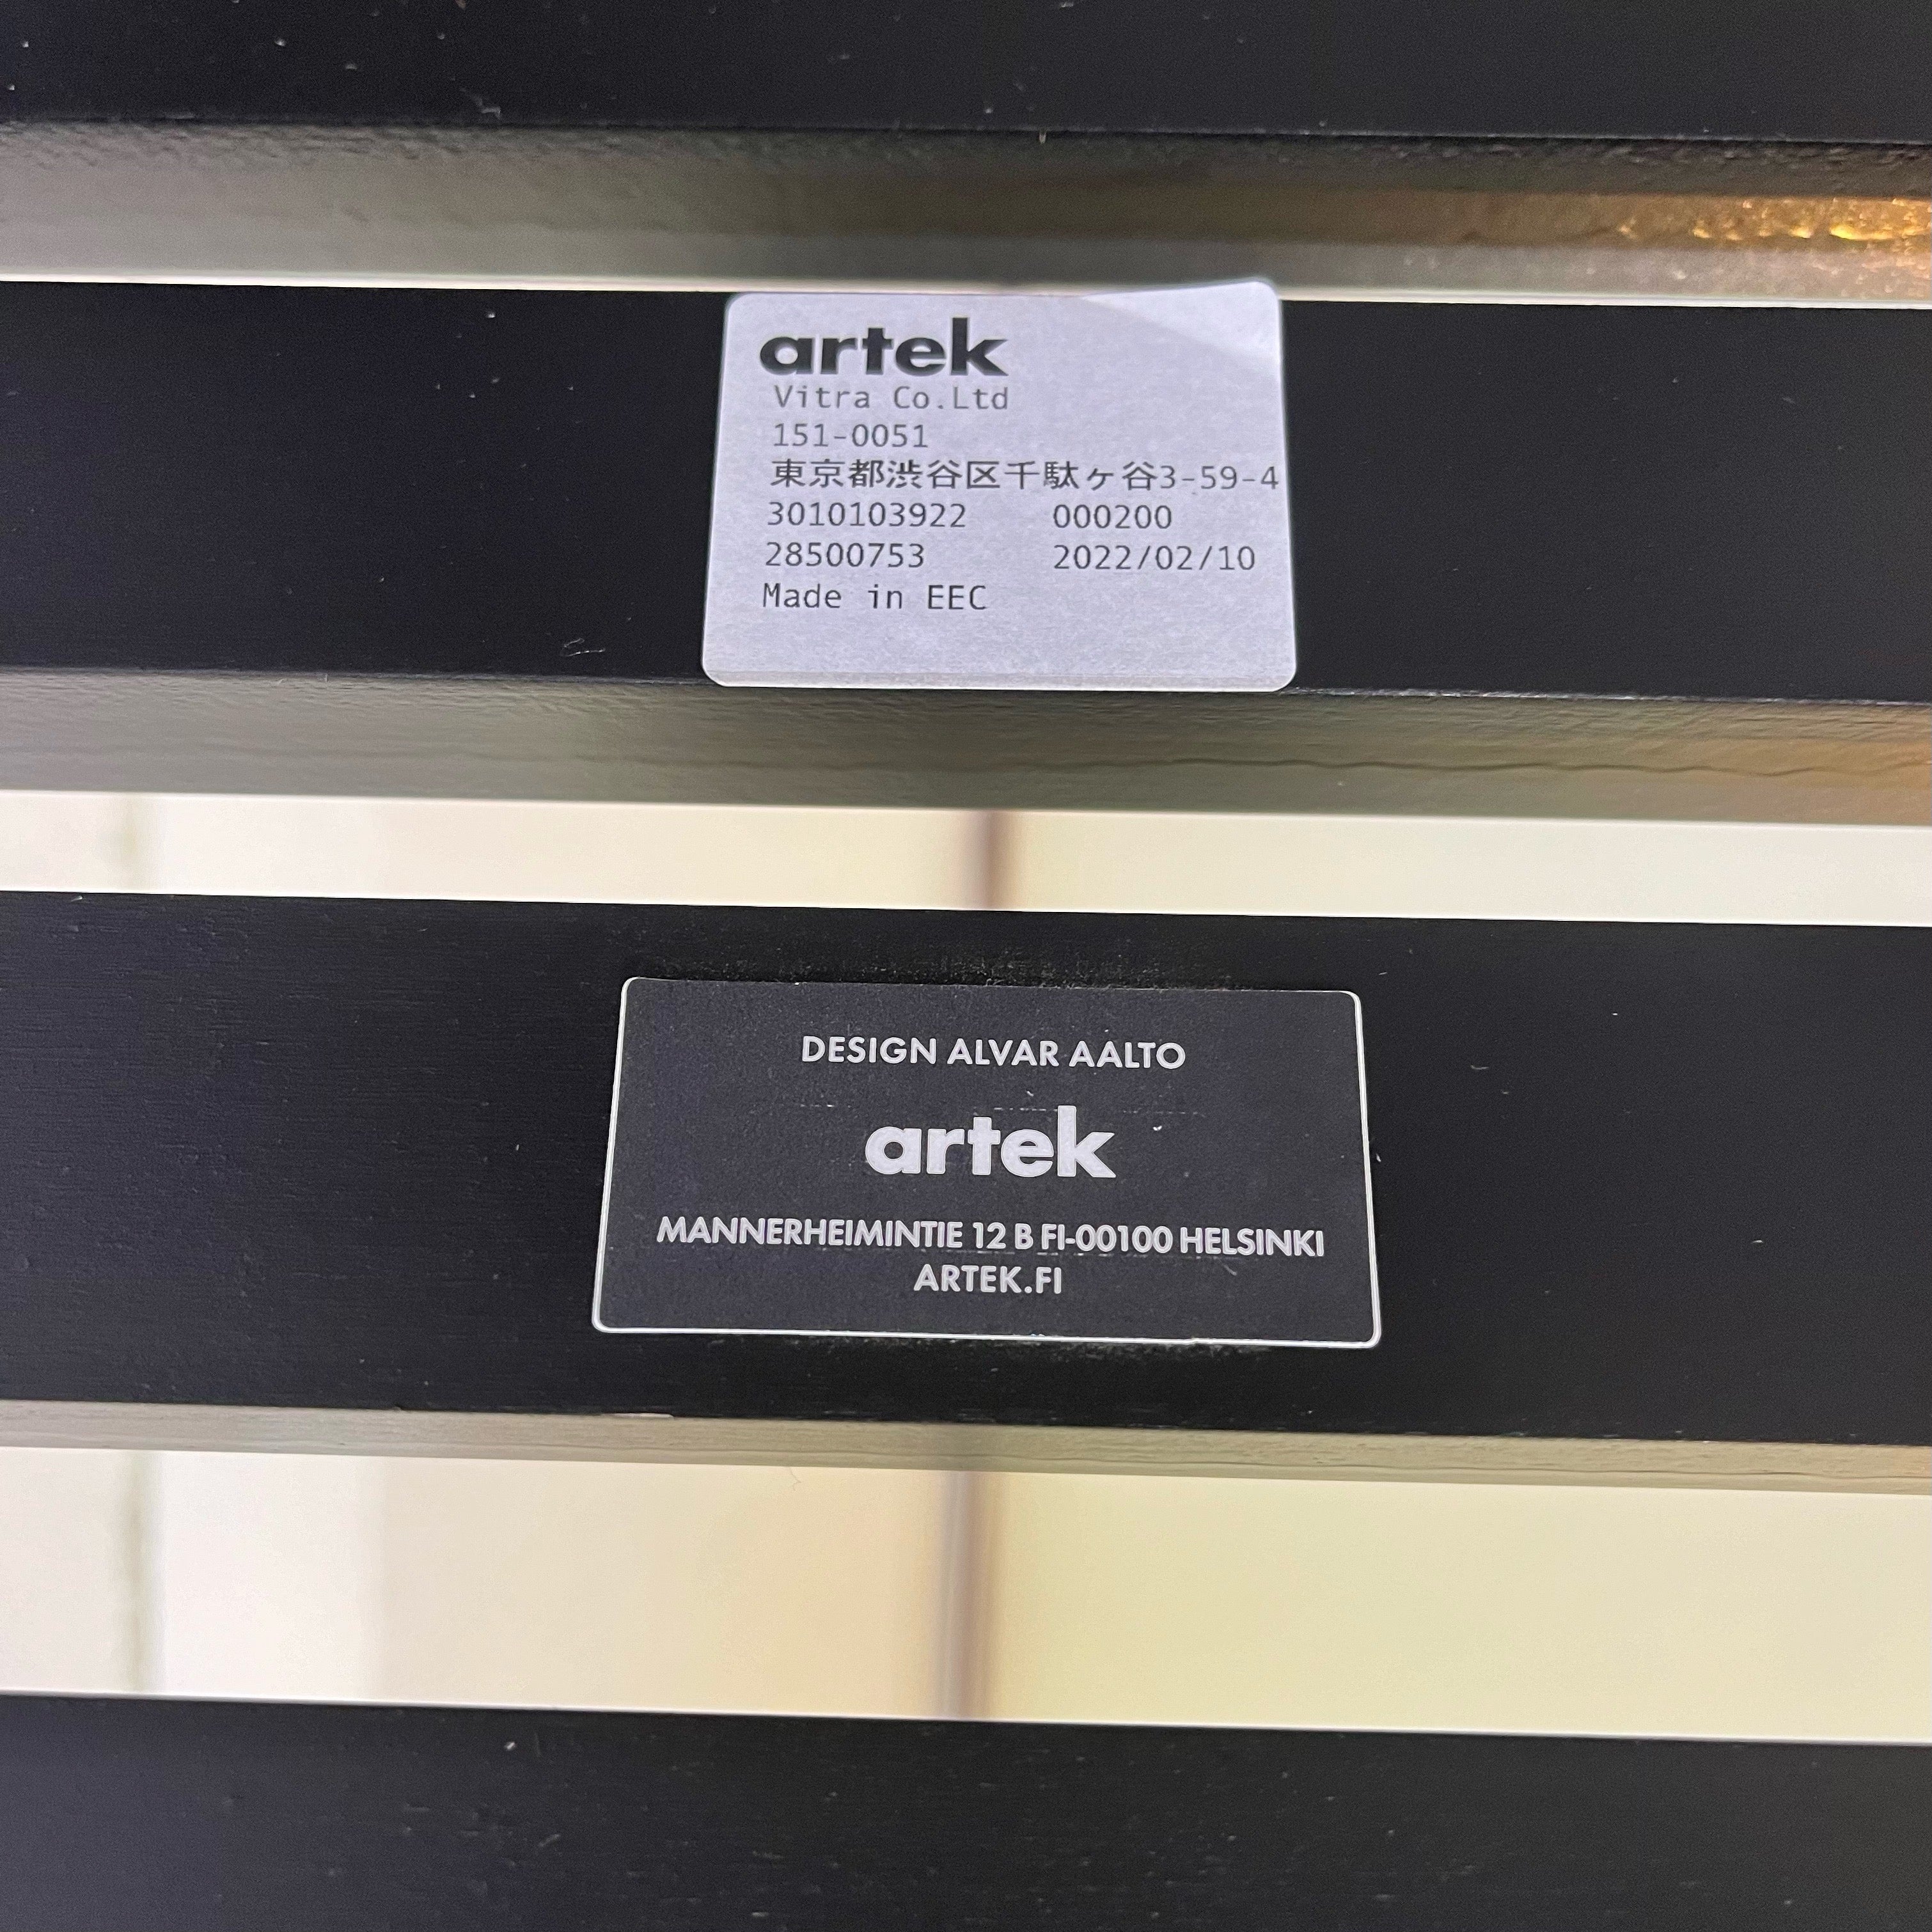 artek
Vitra Co.Ltd
151-0051
東京都渋谷区千駄ヶ谷3-59-4
3010103922 000200
28500753 2022/02/10
Made in EEC
DESIGN ALVAR AALTO
artek
MANNERHEIMINTIE 12 B FI-00100 HELSINKI
ARTEK.FI